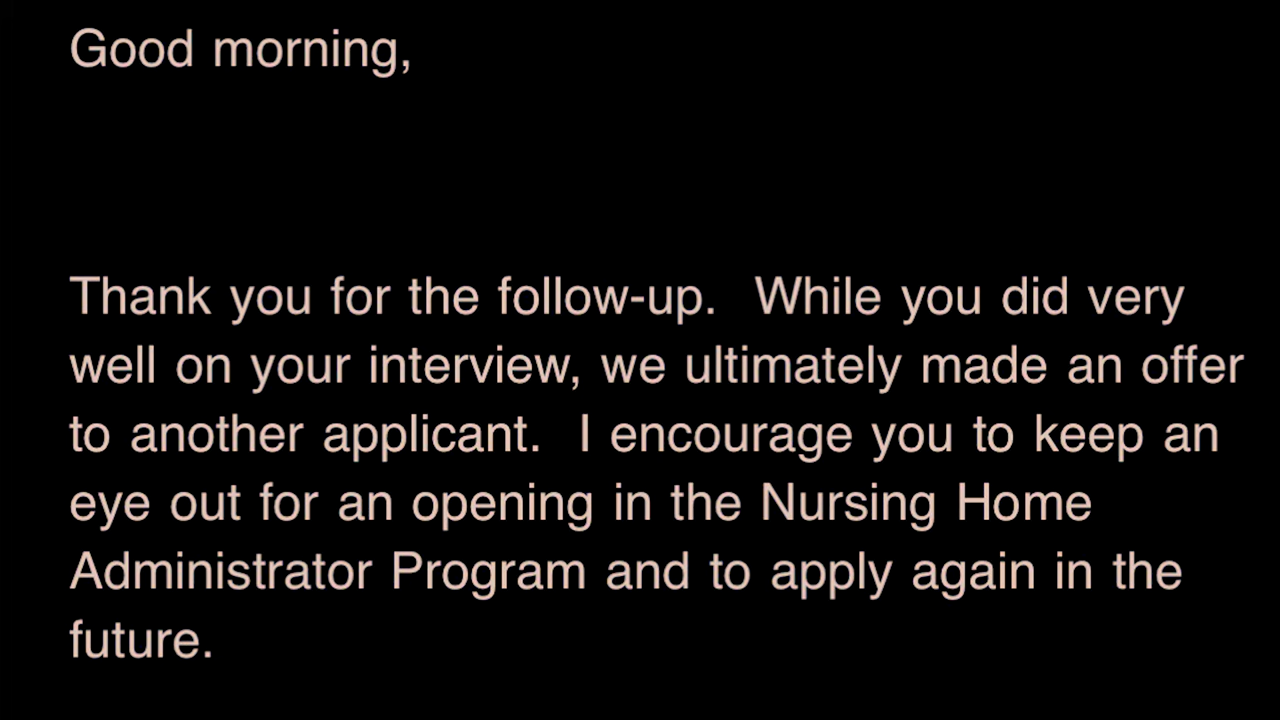 Good morning,
Thank you for the follow-up.  While you did very
well on your interview, we ultimately made an offer
to another applicant.  I encourage you to keep an
eye out for an opening in the Nursing Home
Administrator Program and to apply again in the
future.